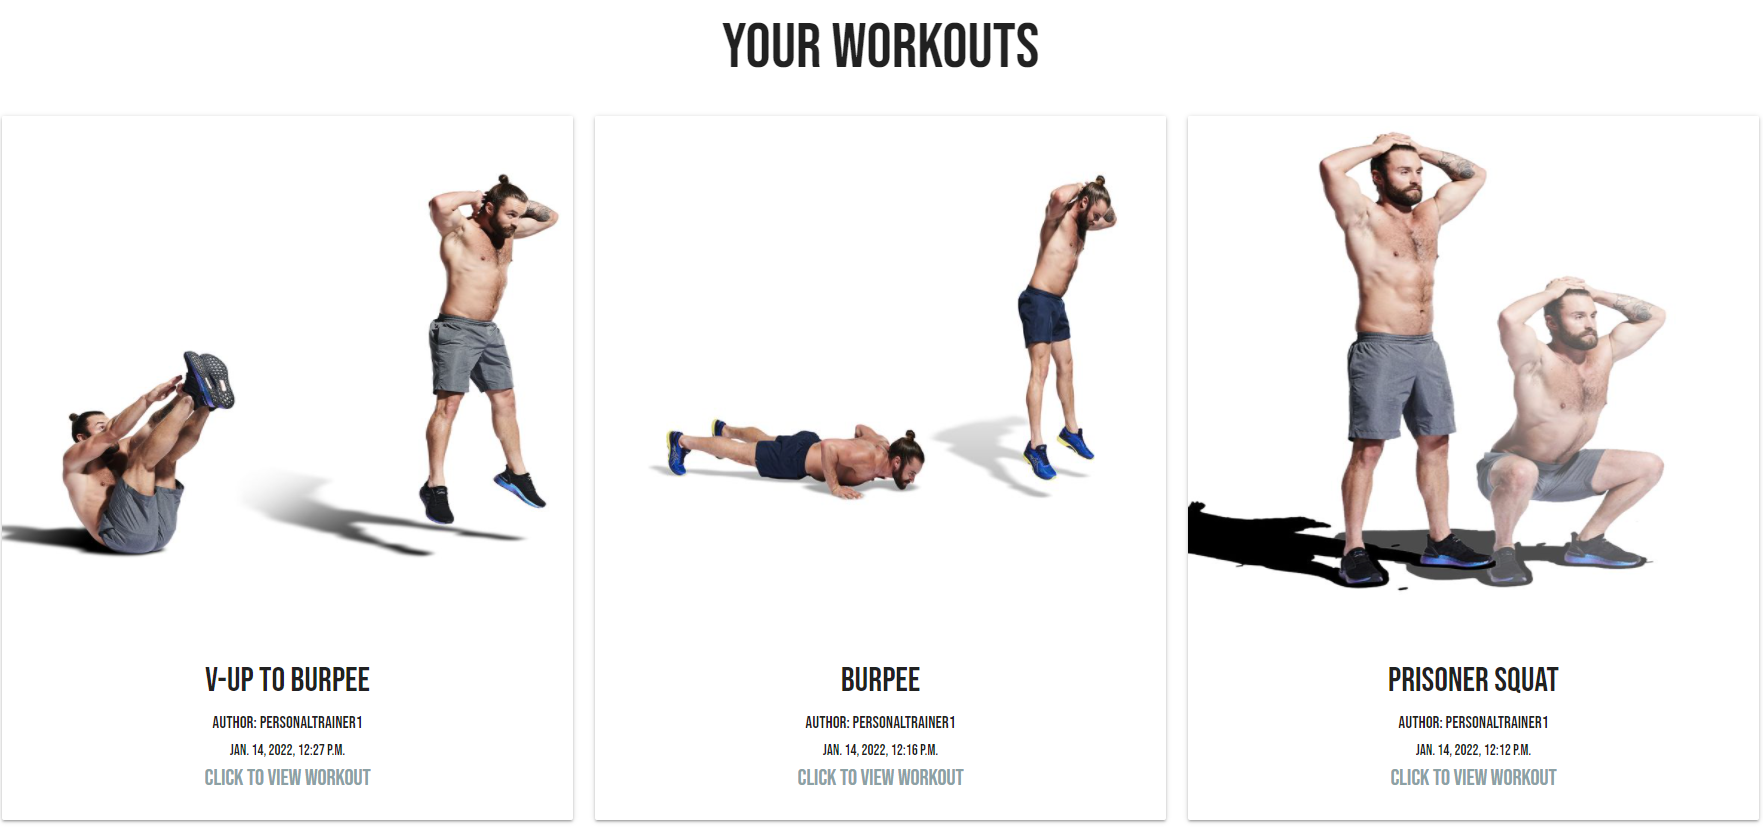 YOUR WORKOUTS
V-UP TO BURPEE
AUTHOR: PERSONALTRAINER1
JAN. 14, 2022, 12:27 P.M.
CLICK TO VIEW WORKOUT
BURPEE
AUTHOR: PERSONALTRAINER1
JAN. 14, 2022, 12:16 P.M.
CLICK TO VIEW WORKOUT
PRISONER SQUAT
AUTHOR: PERSONALTRAINER1
JAN. 14, 2022, 12:12 P.M.
CLICK TO VIEW WORKOUT